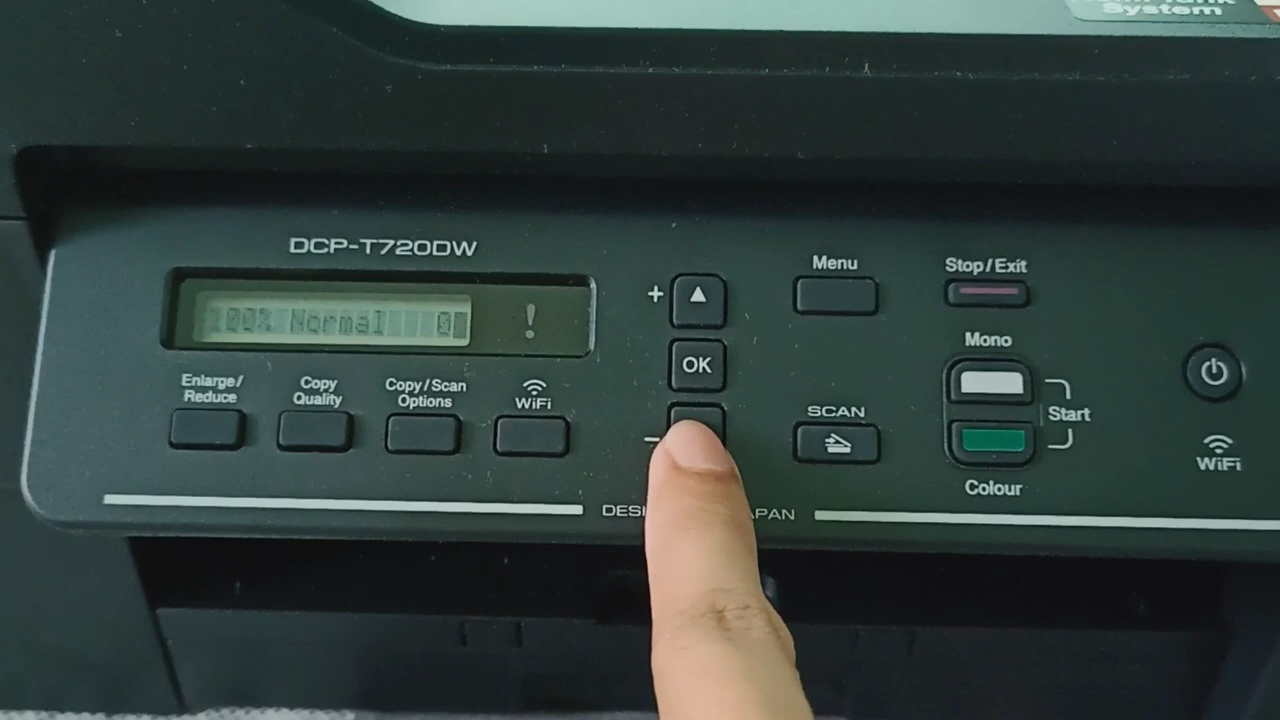 System
DCP-T720DW
100% Normal
!
Enlarge/
Reduce
Copy
Quality
Copy/Scan
Options
WiFi
+
OK
Menu
SCAN
Stop/Exit
Mono
Start
Colour
WiFi